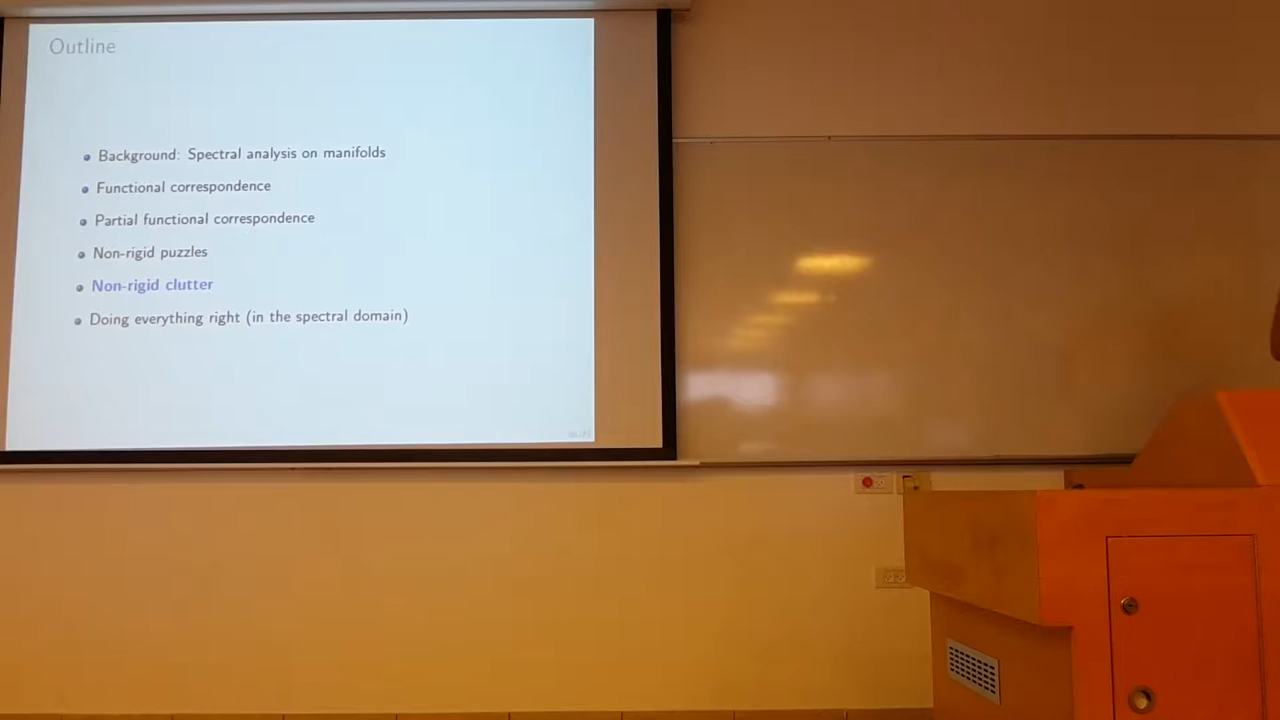 Outline
Background: Spectral analysis on manifolds
Functional correspondence
Partial functional correspondence
Non-rigid puzzles
Non-rigid clutter
Doing everything right (in the spectral domain)